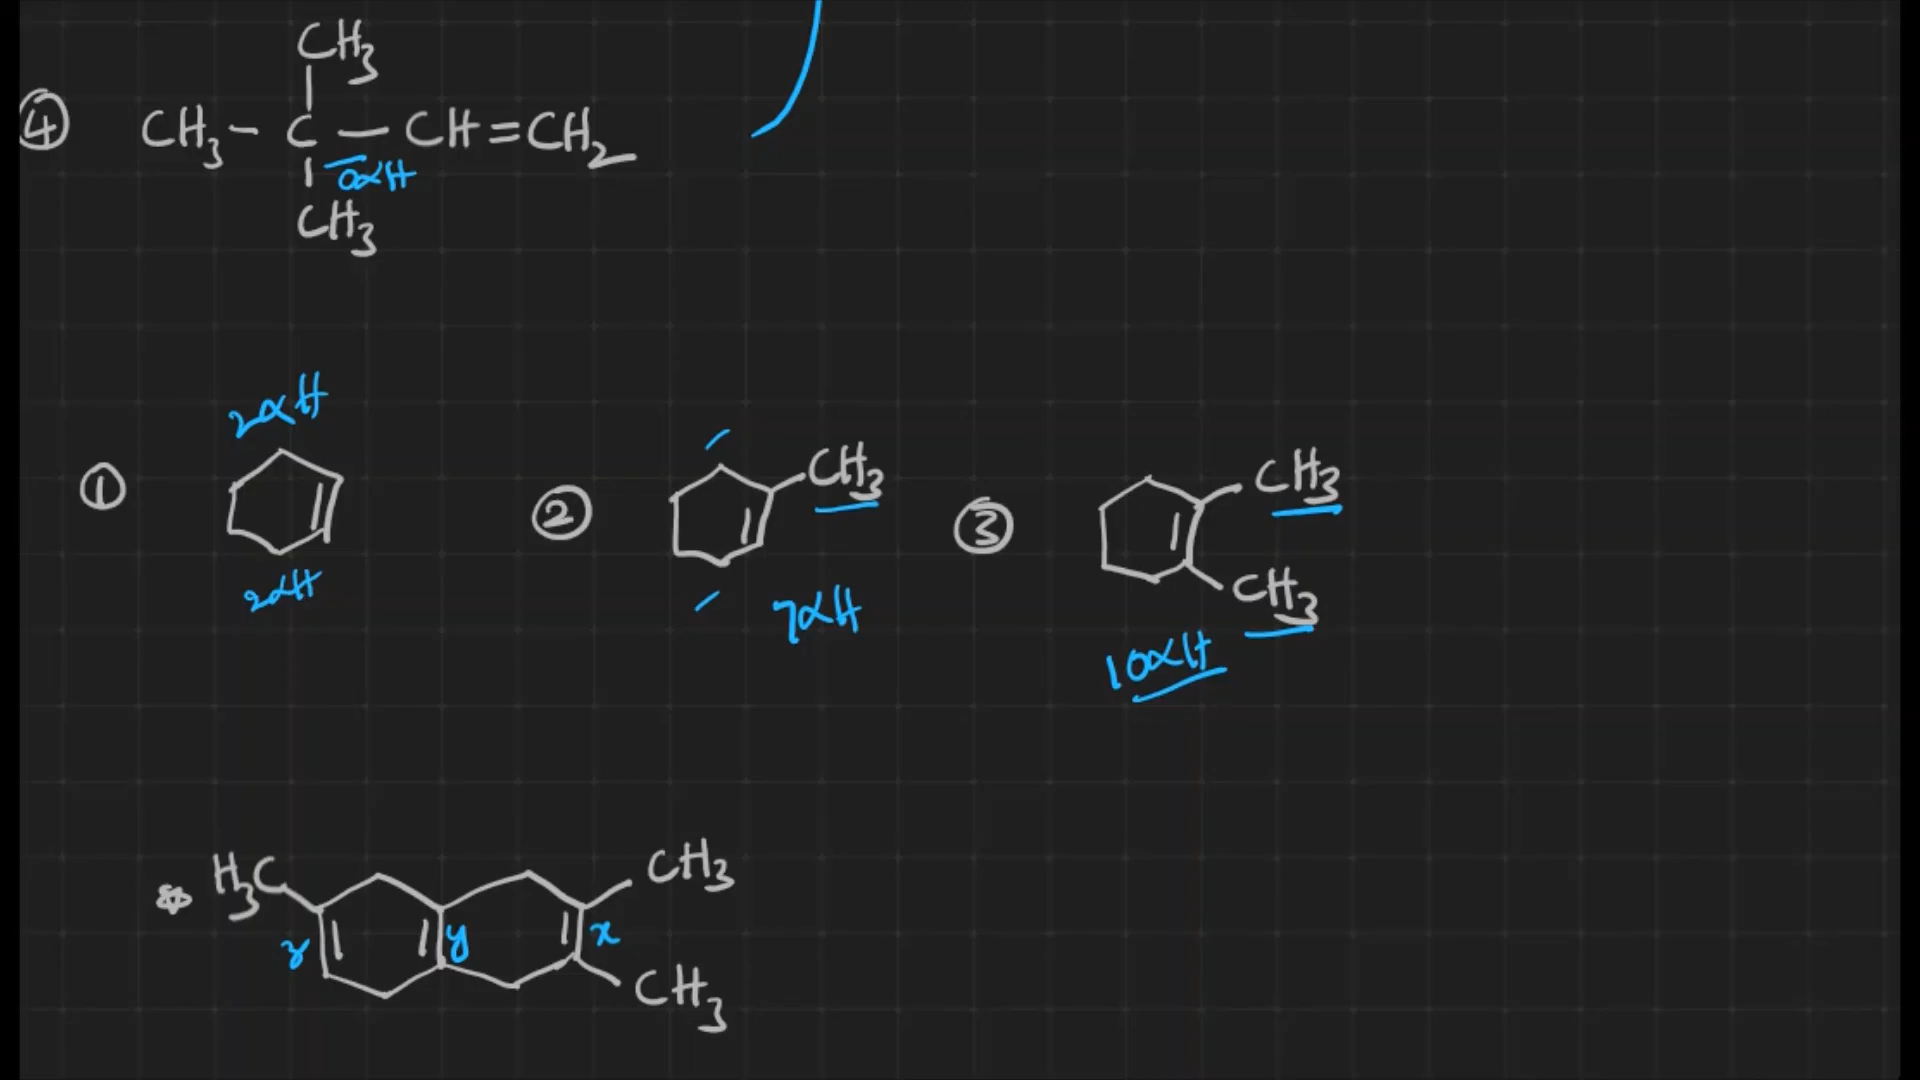 CH3
④ CH3 - C - CH = CH2
0αH
CH3
2αH
①
2αH
② CH3
7αH
③ CH3
CH3
10αH
* H3C CH3
z y x
CH3